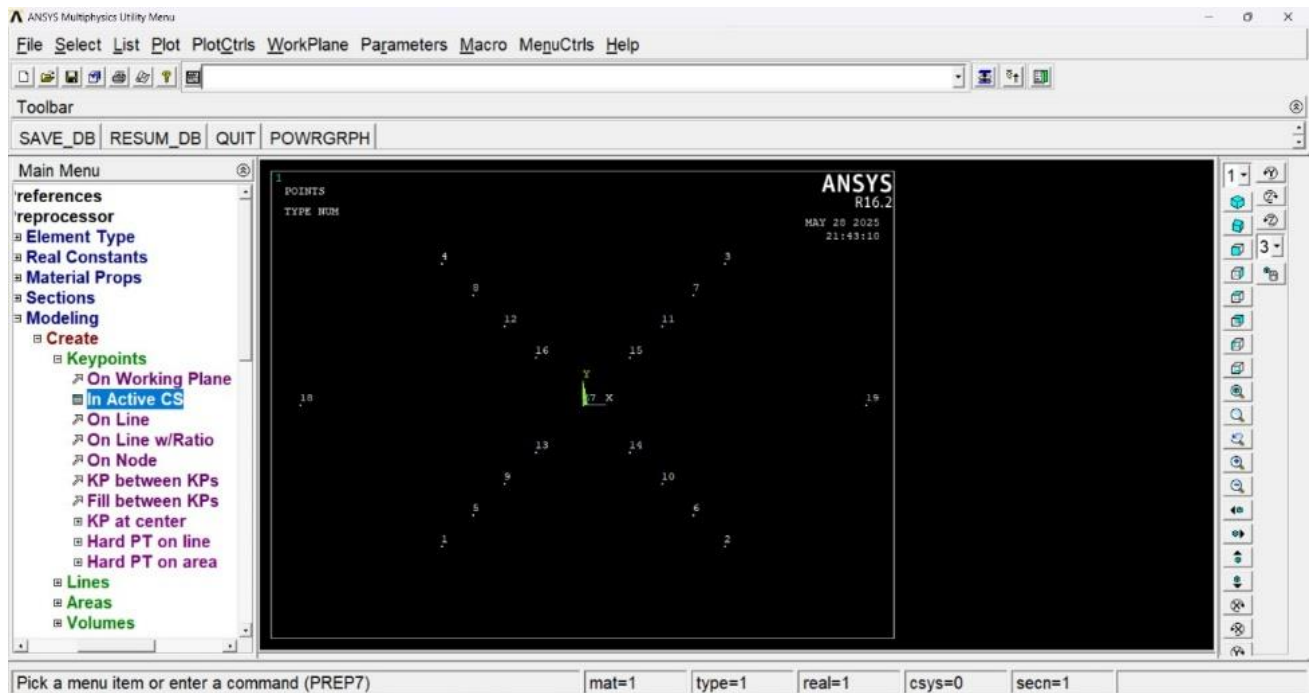 ANSYS Multiphysics Utility Menu
File Select List Plot PlotCtrls WorkPlane Parameters Macro MenuCtrls Help
Toolbar
SAVE_DB RESUM_DB QUIT POWRGRPH
Main Menu
references
reprocessor
Element Type
Real Constants
Material Props
Sections
Modeling
Create
Keypoints
On Working Plane
In Active CS
On Line
On Line w/Ratio
On Node
KP between KPs
Fill between KPs
KP at center
Hard PT on line
Hard PT on area
Lines
Areas
Volumes
1
POINTS
TYPE NUM
ANSYS
R16.2
MAY 28 2025
21:43:10
4 3
8 7
12 11
16 15
Y
18 7 X 19
13 14
9 10
5 6
1 2
1
3
Pick a menu item or enter a command (PREP7) mat=1 type=1 real=1 csys=0 secn=1